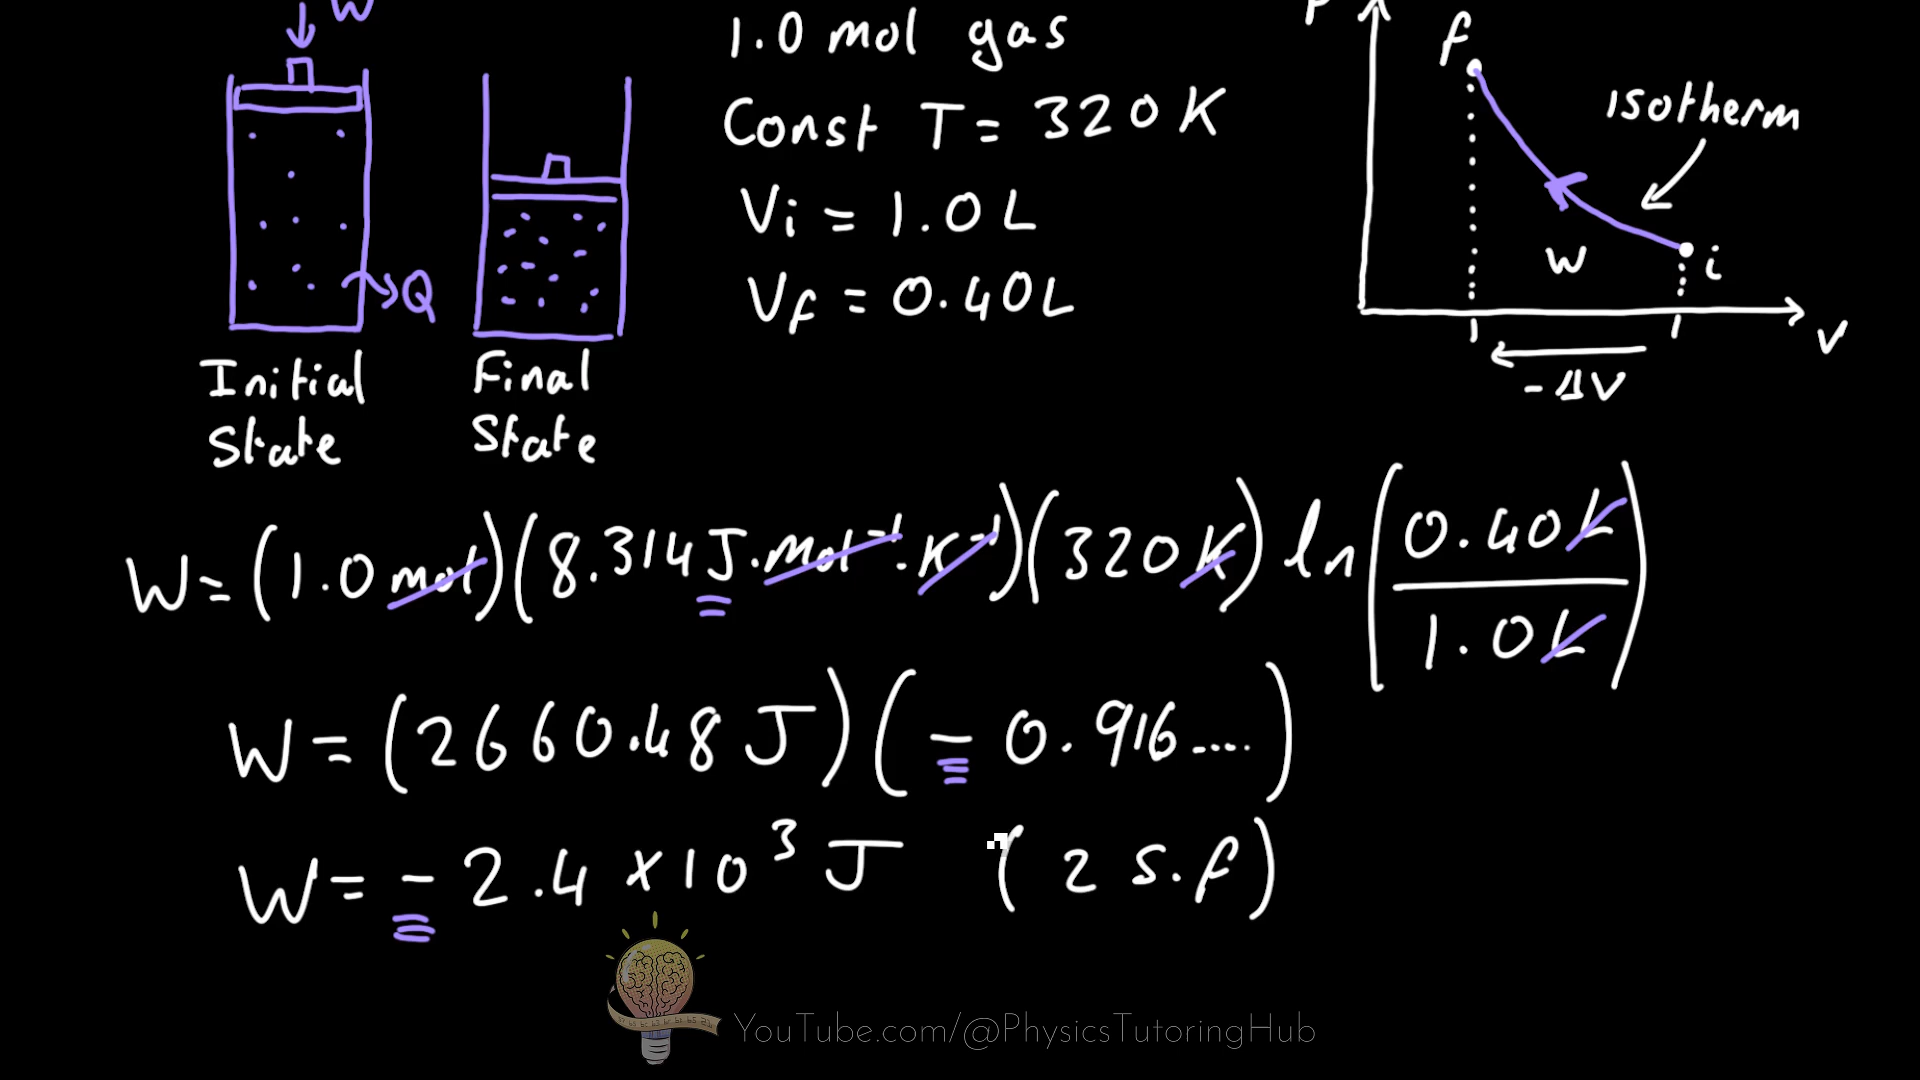 W
1.0 mol gas
Const T = 320 K
Vi = 1.0 L
Vf = 0.40 L
Q
Initial
State
Final
State
P
f
isotherm
W
i
V
-ΔV
W = (1.0 mol)(8.314 J·mol⁻¹·K⁻¹)(320 K) ln(0.40 L / 1.0 L)
W = (2660.48 J)(-0.916....)
W = -2.4 x 10³ J (2 s.f)
YouTube.com/@PhysicsTutoringHub